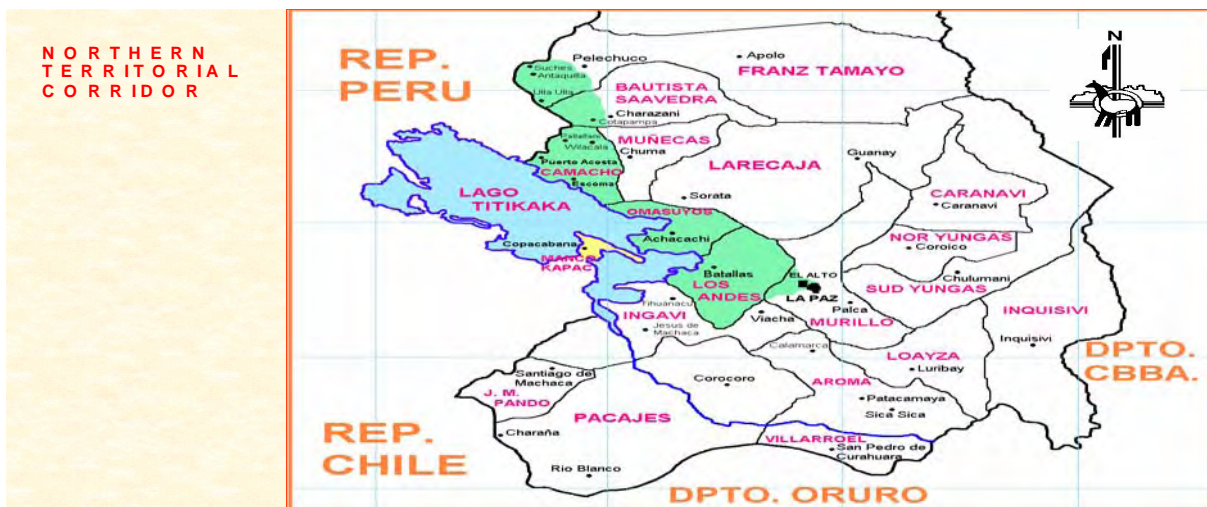 NORTHERN
TERRITORIAL
CORRIDOR
N
REP.
PERU
Pelechuco
Suches
Antaquilla
Ulla Ulla
Apolo
FRANZ TAMAYO
BAUTISTA
SAAVEDRA
Charazani
Cotapampa
MUÑECAS
Chuma
Wilacala
Puerto Acosta
CAMACHO
Escoma
LARECAJA
Guanay
Sorata
CARANAVI
Caranavi
LAGO
TITIKAKA
OMASUYOS
Achacachi
NOR YUNGAS
Coroico
Copacabana
MANCO
KAPAC
Batallas
LOS
ANDES
EL ALTO
LA PAZ
Chulumani
SUD YUNGAS
Palca
MURILLO
Tihuanacu
INGAVI
Jesus de
Machaca
Viacha
INQUISIVI
Inquisivi
Calamarca
LOAYZA
Luribay
DPTO.
CBBA.
Santiago de
Machaca
J. M.
PANDO
Corocoro
AROMA
Patacamaya
Sica Sica
PACAJES
REP.
CHILE
Charaña
VILLARROEL
San Pedro de
Curahuara
Rio Blanco
DPTO. ORURO